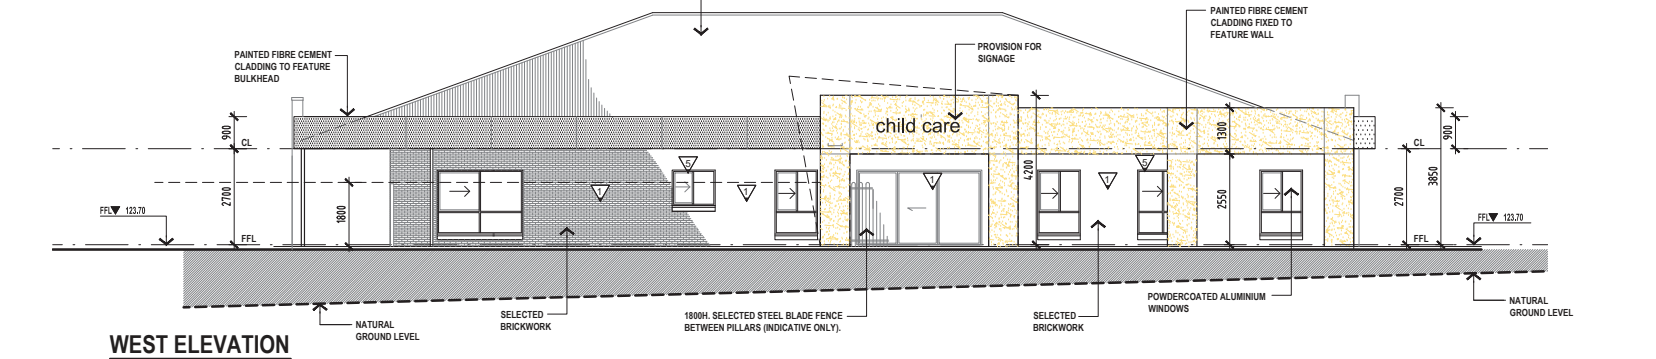 PAINTED FIBRE CEMENT
CLADDING FIXED TO
FEATURE WALL
PROVISION FOR
SIGNAGE
PAINTED FIBRE CEMENT
CLADDING TO FEATURE
BULKHEAD
child care
900
CL
2700
1800
FFL 123.70
FFL
5
1
1
1
4200
1
5
1300
2550
CL
2700
3850
900
FFL 123.70
FFL
NATURAL
GROUND LEVEL
SELECTED
BRICKWORK
1800H. SELECTED STEEL BLADE FENCE
BETWEEN PILLARS (INDICATIVE ONLY).
SELECTED
BRICKWORK
POWDERCOATED ALUMINIUM
WINDOWS
NATURAL
GROUND LEVEL
WEST ELEVATION